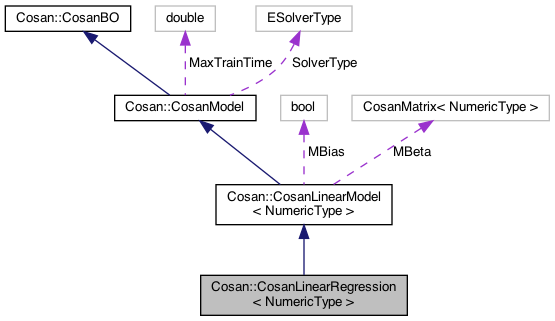 Cosan::CosanBO
double
ESolverType
MaxTrainTime
SolverType
Cosan::CosanModel
bool
CosanMatrix< NumericType >
MBias
MBeta
Cosan::CosanLinearModel
< NumericType >
Cosan::CosanLinearRegression
< NumericType >